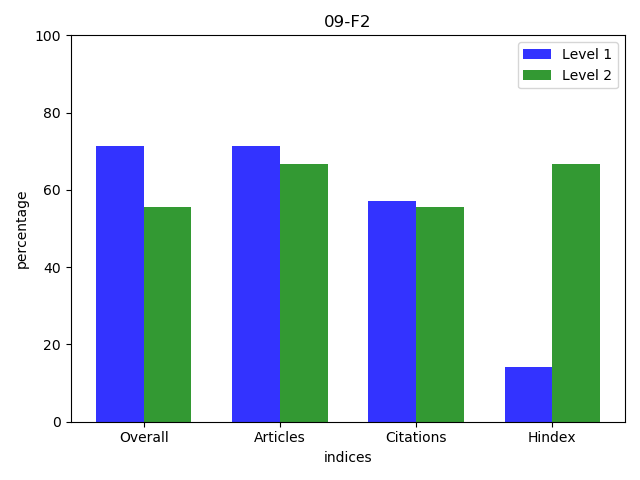 09-F2
100
80
60
40
20
0
percentage
Level 1
Level 2
Overall
Articles
Citations
Hindex
indices